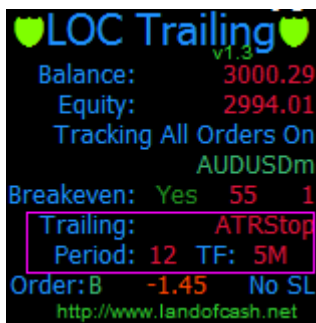 LOC Trailing
v1.3
Balance: 3000.29
Equity: 2994.01
Tracking All Orders On
AUDUSDm
Breakeven: Yes 55 1
Trailing: ATRStop
Period: 12 TF: 5M
Order: B -1.45 No SL
http://www.landofcash.net